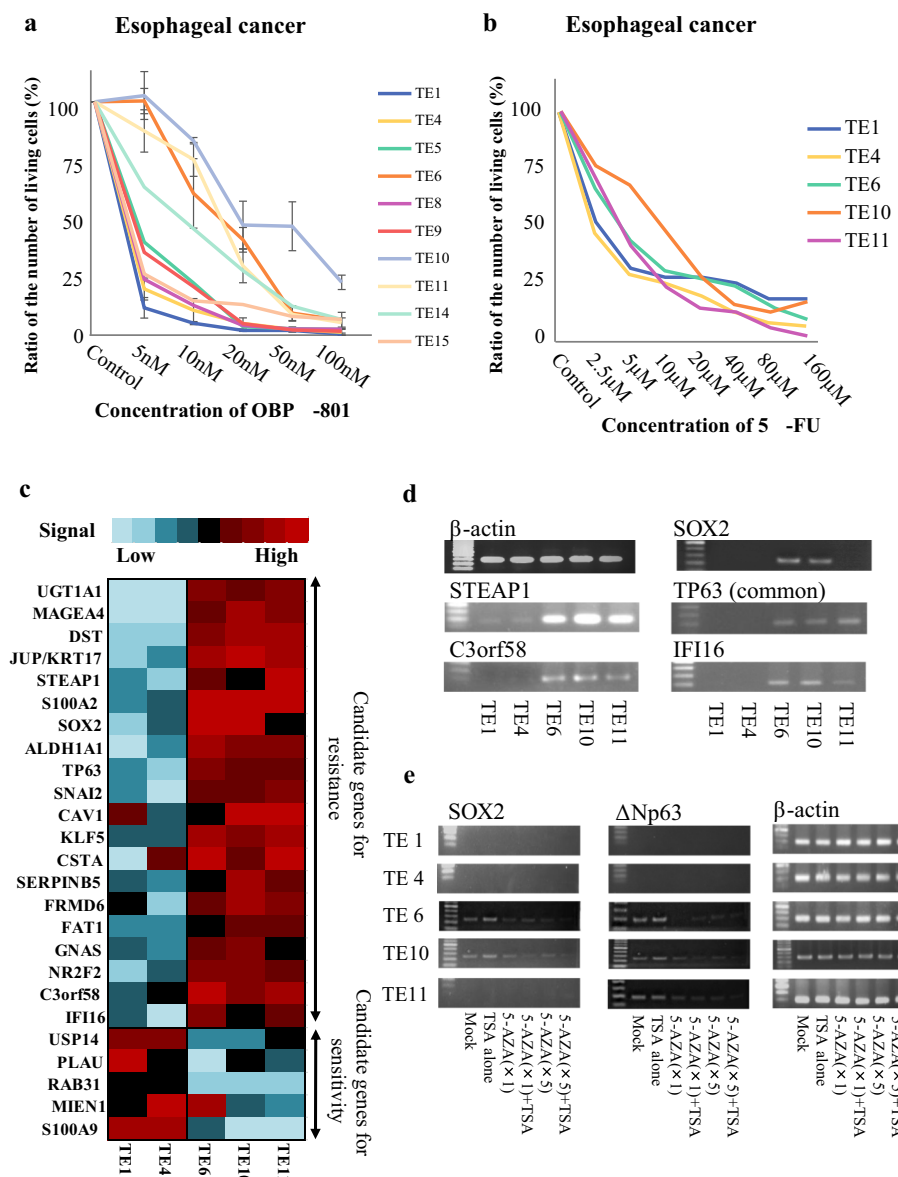 a
Esophageal cancer
Ratio of the number of living cells (%)
100
75
50
25
0
Control
5nM
10nM
20nM
50nM
100nM
Concentration of OBP -801
TE1
TE4
TE5
TE6
TE8
TE9
TE10
TE11
TE14
TE15
b
Esophageal cancer
Ratio of the number of living cells (%)
100
75
50
25
0
Control
2.5μM
5μM
10μM
20μM
40μM
80μM
160μM
Concentration of 5 -FU
TE1
TE4
TE6
TE10
TE11
c
Signal
Low
High
UGT1A1
MAGEA4
DST
JUP/KRT17
STEAP1
S100A2
SOX2
ALDH1A1
TP63
SNAI2
CAV1
KLF5
CSTA
SERPINB5
FRMD6
FAT1
GNAS
NR2F2
C3orf58
IFI16
USP14
PLAU
RAB31
MIEN1
S100A9
Candidate genes for
resistance
Candidate genes for
sensitivity
TE1
TE4
TE6
d
β-actin
STEAP1
C3orf58
TE1
TE4
TE6
TE10
TE11
SOX2
TP63 (common)
IFI16
TE1
TE4
TE6
TE10
TE11
e
SOX2
ΔNp63
β-actin
TE 1
TE 4
TE 6
TE10
TE11
Mock
TSA alone
5-AZA(×1)
5-AZA(×1)+TSA
5-AZA(×5)
5-AZA(×5)+TSA
Mock
TSA alone
5-AZA(×1)
5-AZA(×1)+TSA
5-AZA(×5)
5-AZA(×5)+TSA
Mock
TSA alone
5-AZA(×1)
5-AZA(×1)+TSA
5-AZA(×5)